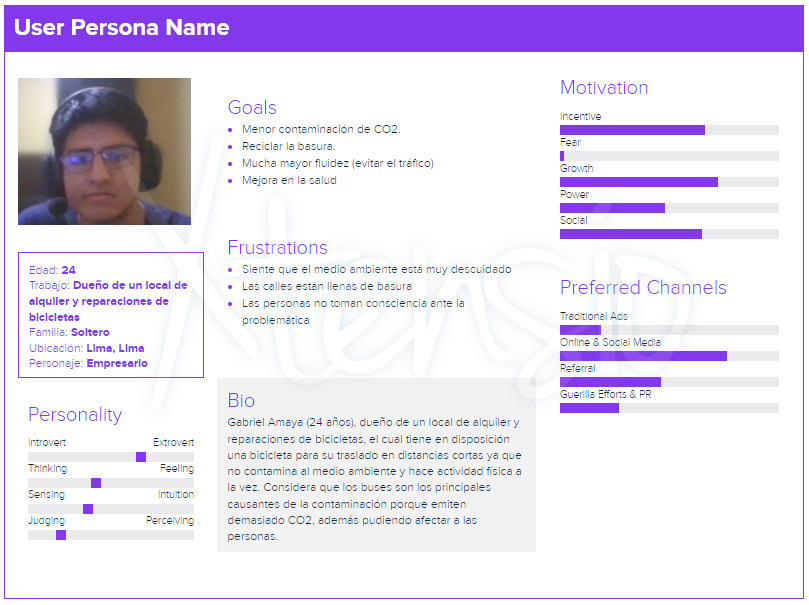 User Persona Name
Edad: 24
Trabajo: Dueño de un local de
alquiler y reparaciones de
bicicletas
Familia: Soltero
Ubicación: Lima, Lima
Personaje: Empresario
Personality
Introvert Extrovert
Thinking Feeling
Sensing Intuition
Judging Perceiving
Goals
Menor contaminación de CO2.
Reciclar la basura.
Mucha mayor fluidez (evitar el tráfico)
Mejora en la salud
Frustrations
Siente que el medio ambiente está muy descuidado
Las calles están llenas de basura
Las personas no toman consciencia ante la
problemática
Bio
Gabriel Amaya (24 años), dueño de un local de alquiler y
reparaciones de bicicletas, el cual tiene en disposición
una bicicleta para su traslado en distancias cortas ya que
no contamina al medio ambiente y hace actividad física a
la vez. Considera que los buses son los principales
causantes de la contaminación porque emiten
demasiado CO2, además pudiendo afectar a las
personas.
Motivation
Incentive
Fear
Growth
Power
Social
Preferred Channels
Traditional Ads
Online & Social Media
Referral
Guerilla Efforts & PR
Xtensio